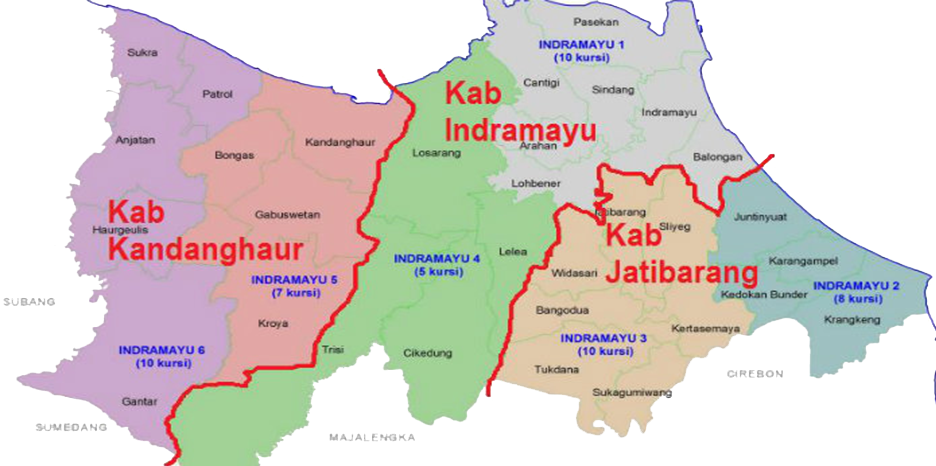 Pasekan
INDRAMAYU 1
(10 kursi)
Sukra
Cantigi
Sindang
Patrol
Kab
Indramayu
Indramayu
Anjatan
Kandanghaur
Arahan
Bongas
Losarang
Balongan
Lohbener
Kab
Kandanghaur
Haurgeulis
Gabuswetan
Jatibarang
Sliyeg
Juntinyuat
Kab
Jatibarang
Lelea
INDRAMAYU 4
(5 kursi)
Widasari
Karangampel
INDRAMAYU 5
(7 kursi)
INDRAMAYU 2
(8 kursi)
Kedokan Bunder
SUBANG
Bangodua
Krangkeng
Kroya
Kertasemaya
INDRAMAYU 3
(10 kursi)
INDRAMAYU 6
(10 kursi)
Trisi
Cikedung
Tukdana
CIREBON
Sukagumiwang
Gantar
SUMEDANG
MAJALENGKA